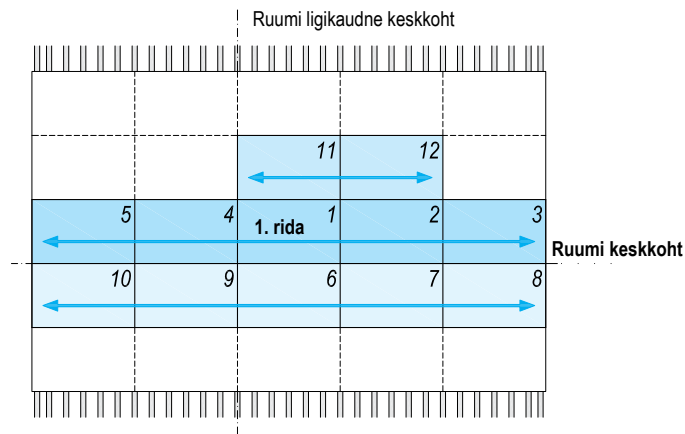 Ruumi ligikaudne keskkoht
11 12
5 4 1 2 3
1. rida
Ruumi keskkoht
10 9 6 7 8